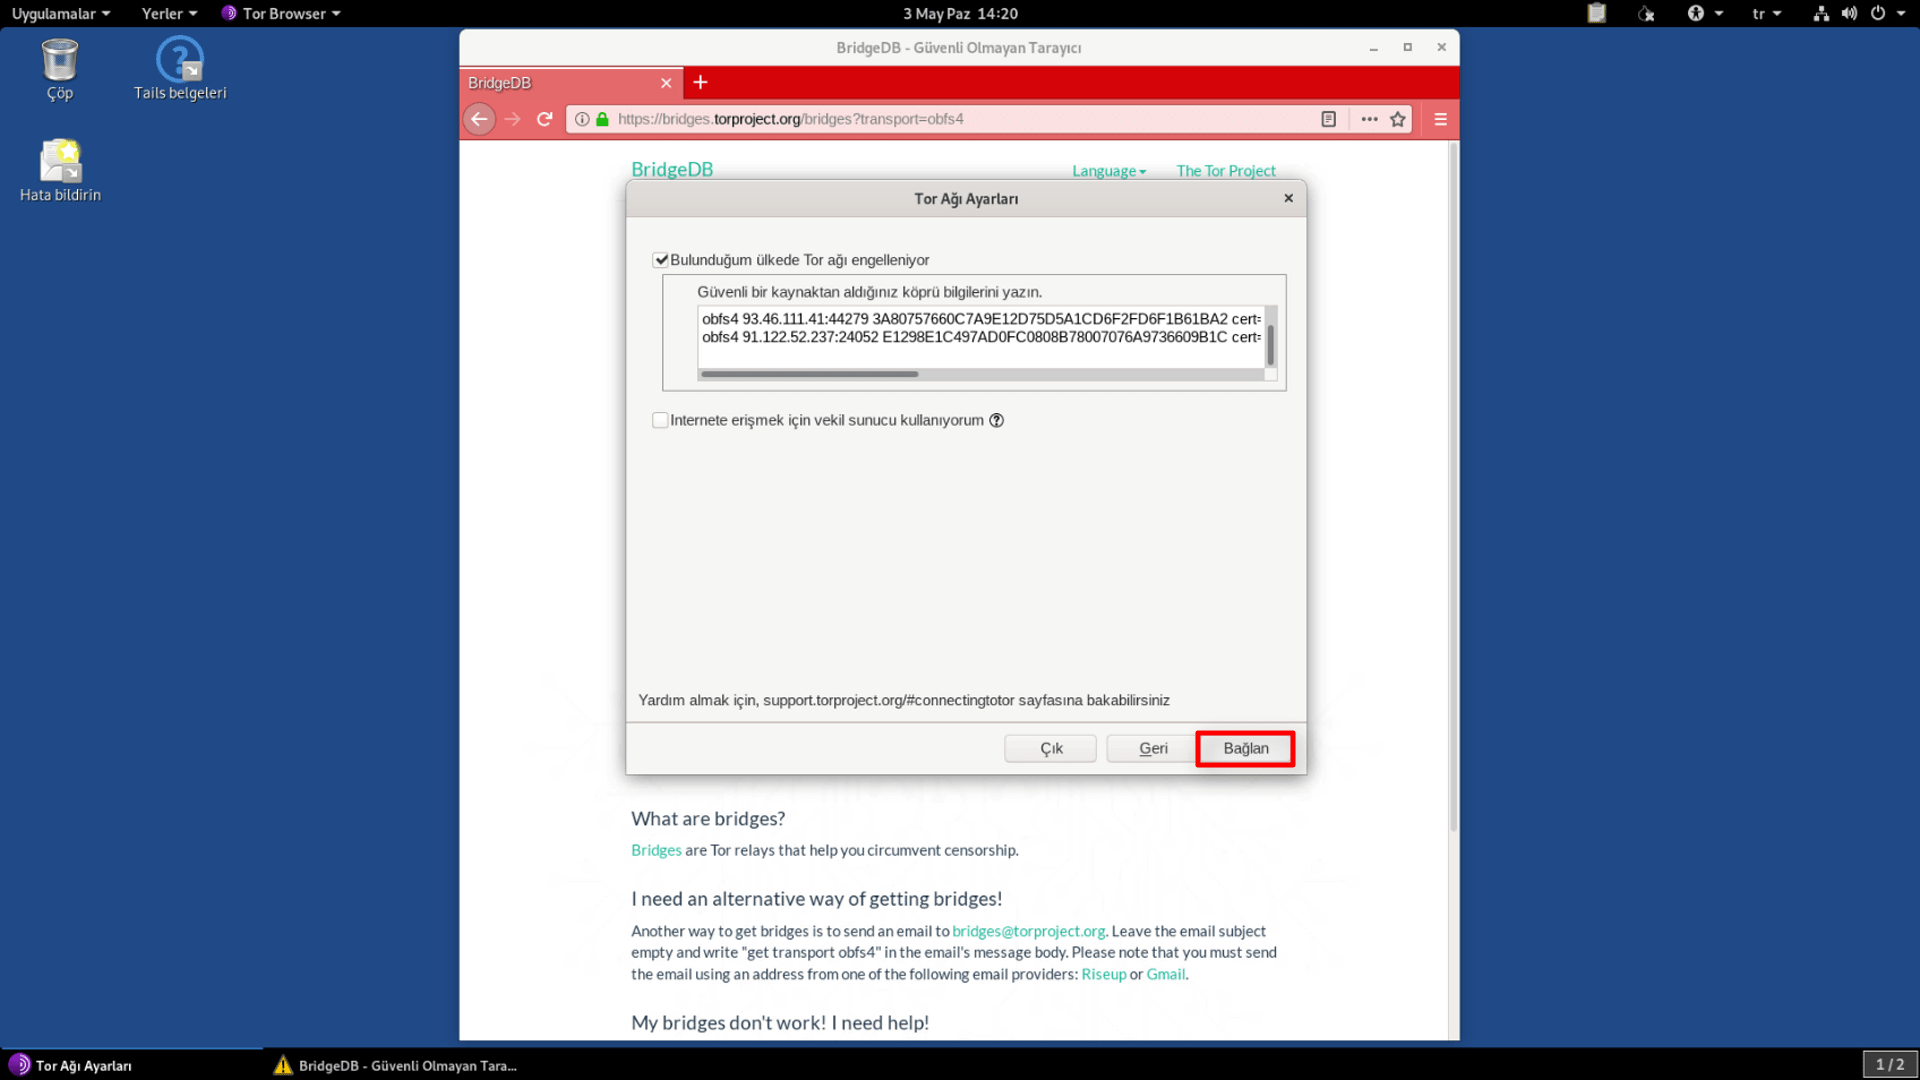 Uygulamalar
Yerler
Tor Browser
3 May Paz 14:20
tr
Çöp
Tails belgeleri
Hata bildirin
BridgeDB - Güvenli Olmayan Tarayıcı
BridgeDB
https://bridges.torproject.org/bridges?transport=obfs4
BridgeDB
Language
The Tor Project
Tor Ağı Ayarları
Bulunduğum ülkede Tor ağı engelleniyor
Güvenli bir kaynaktan aldığınız köprü bilgilerini yazın.
obfs4 93.46.111.41:44279 3A80757660C7A9E12D75D5A1CD6F2FD6F1B61BA2 cert=
obfs4 91.122.52.237:24052 E1298E1C497AD0FC0808B78007076A9736609B1C cert=
Internete erişmek için vekil sunucu kullanıyorum
Yardım almak için, support.torproject.org/#connectingtotor sayfasına bakabilirsiniz
Çık
Geri
Bağlan
What are bridges?
Bridges are Tor relays that help you circumvent censorship.
I need an alternative way of getting bridges!
Another way to get bridges is to send an email to bridges@torproject.org. Leave the email subject
empty and write "get transport obfs4" in the email's message body. Please note that you must send
the email using an address from one of the following email providers: Riseup or Gmail.
My bridges don't work! I need help!
Tor Ağı Ayarları
BridgeDB - Güvenli Olmayan Tara...
1 / 2